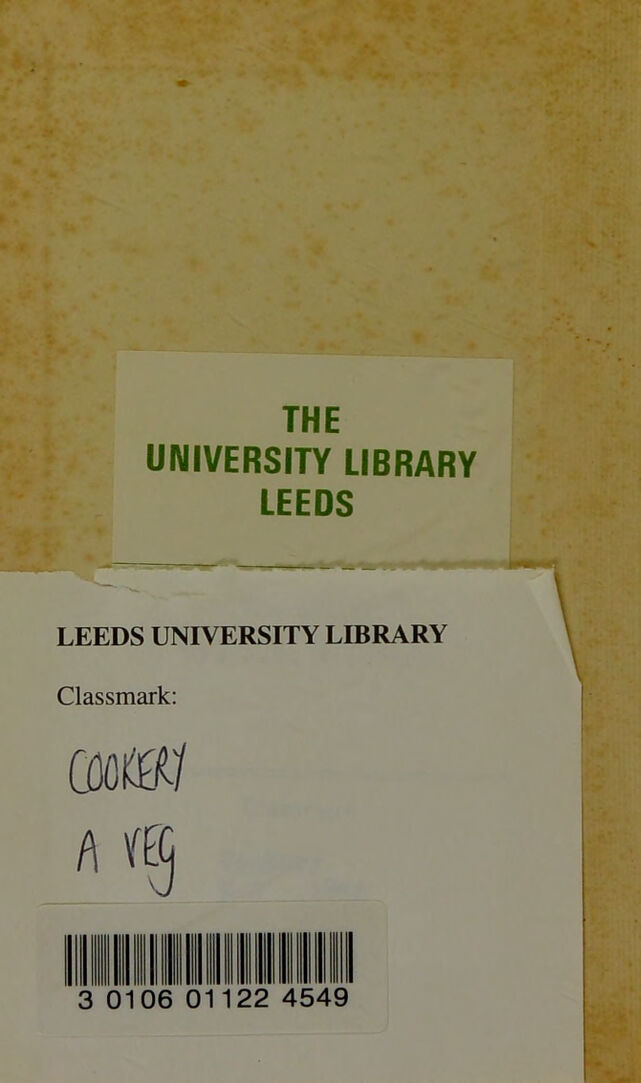 THE
UNIVERSITY LIBRARY
LEEDS
LEEDS UNIVERSITY LIBRARY
Classmark:
COOKERY
A VEG
3 0106 01122 4549